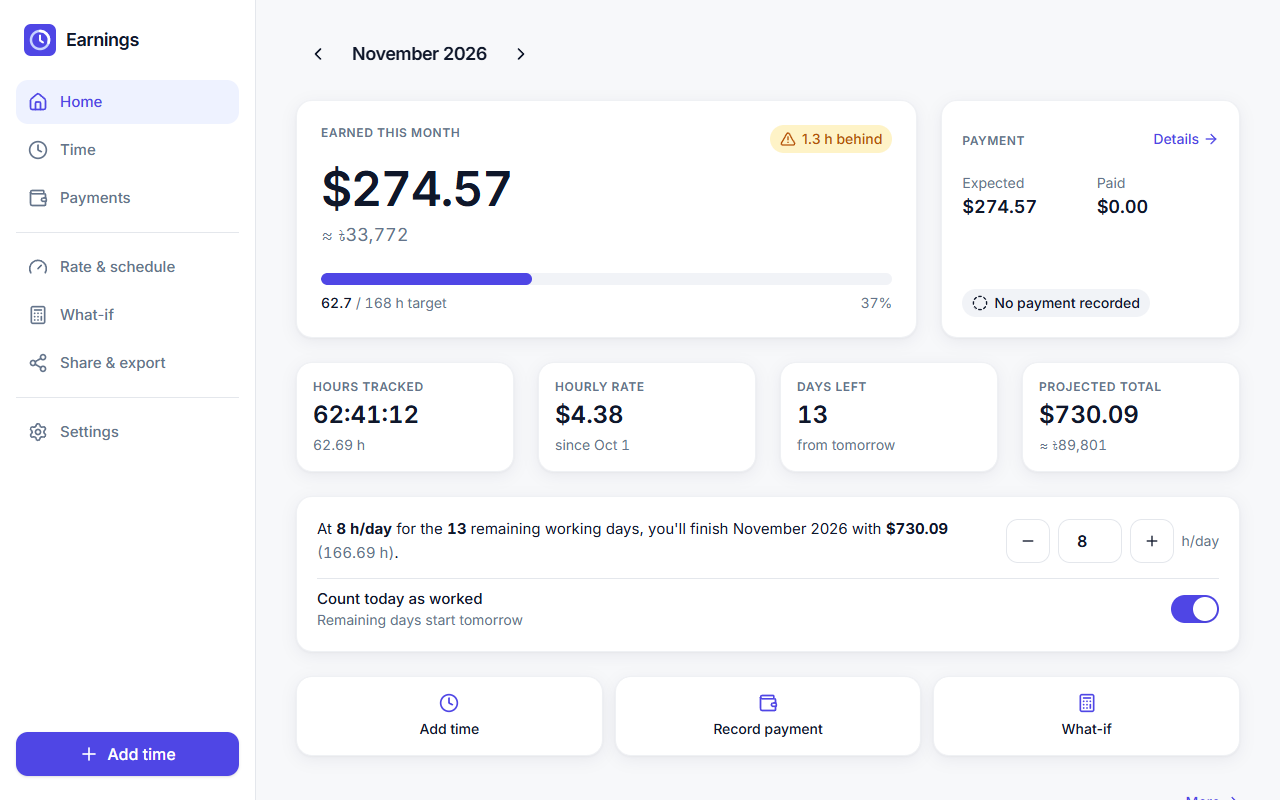 Earnings
Home
Time
Payments
Rate & schedule
What-if
Share & export
Settings
Add time
November 2026
EARNED THIS MONTH
1.3 h behind
$274.57
≈ ৳33,772
62.7 / 168 h target
37%
PAYMENT
Details →
Expected
Paid
$274.57
$0.00
No payment recorded
HOURS TRACKED
62:41:12
62.69 h
HOURLY RATE
$4.38
since Oct 1
DAYS LEFT
13
from tomorrow
PROJECTED TOTAL
$730.09
≈ ৳89,801
At 8 h/day for the 13 remaining working days, you'll finish November 2026 with $730.09
(166.69 h).
8
h/day
Count today as worked
Remaining days start tomorrow
Add time
Record payment
What-if